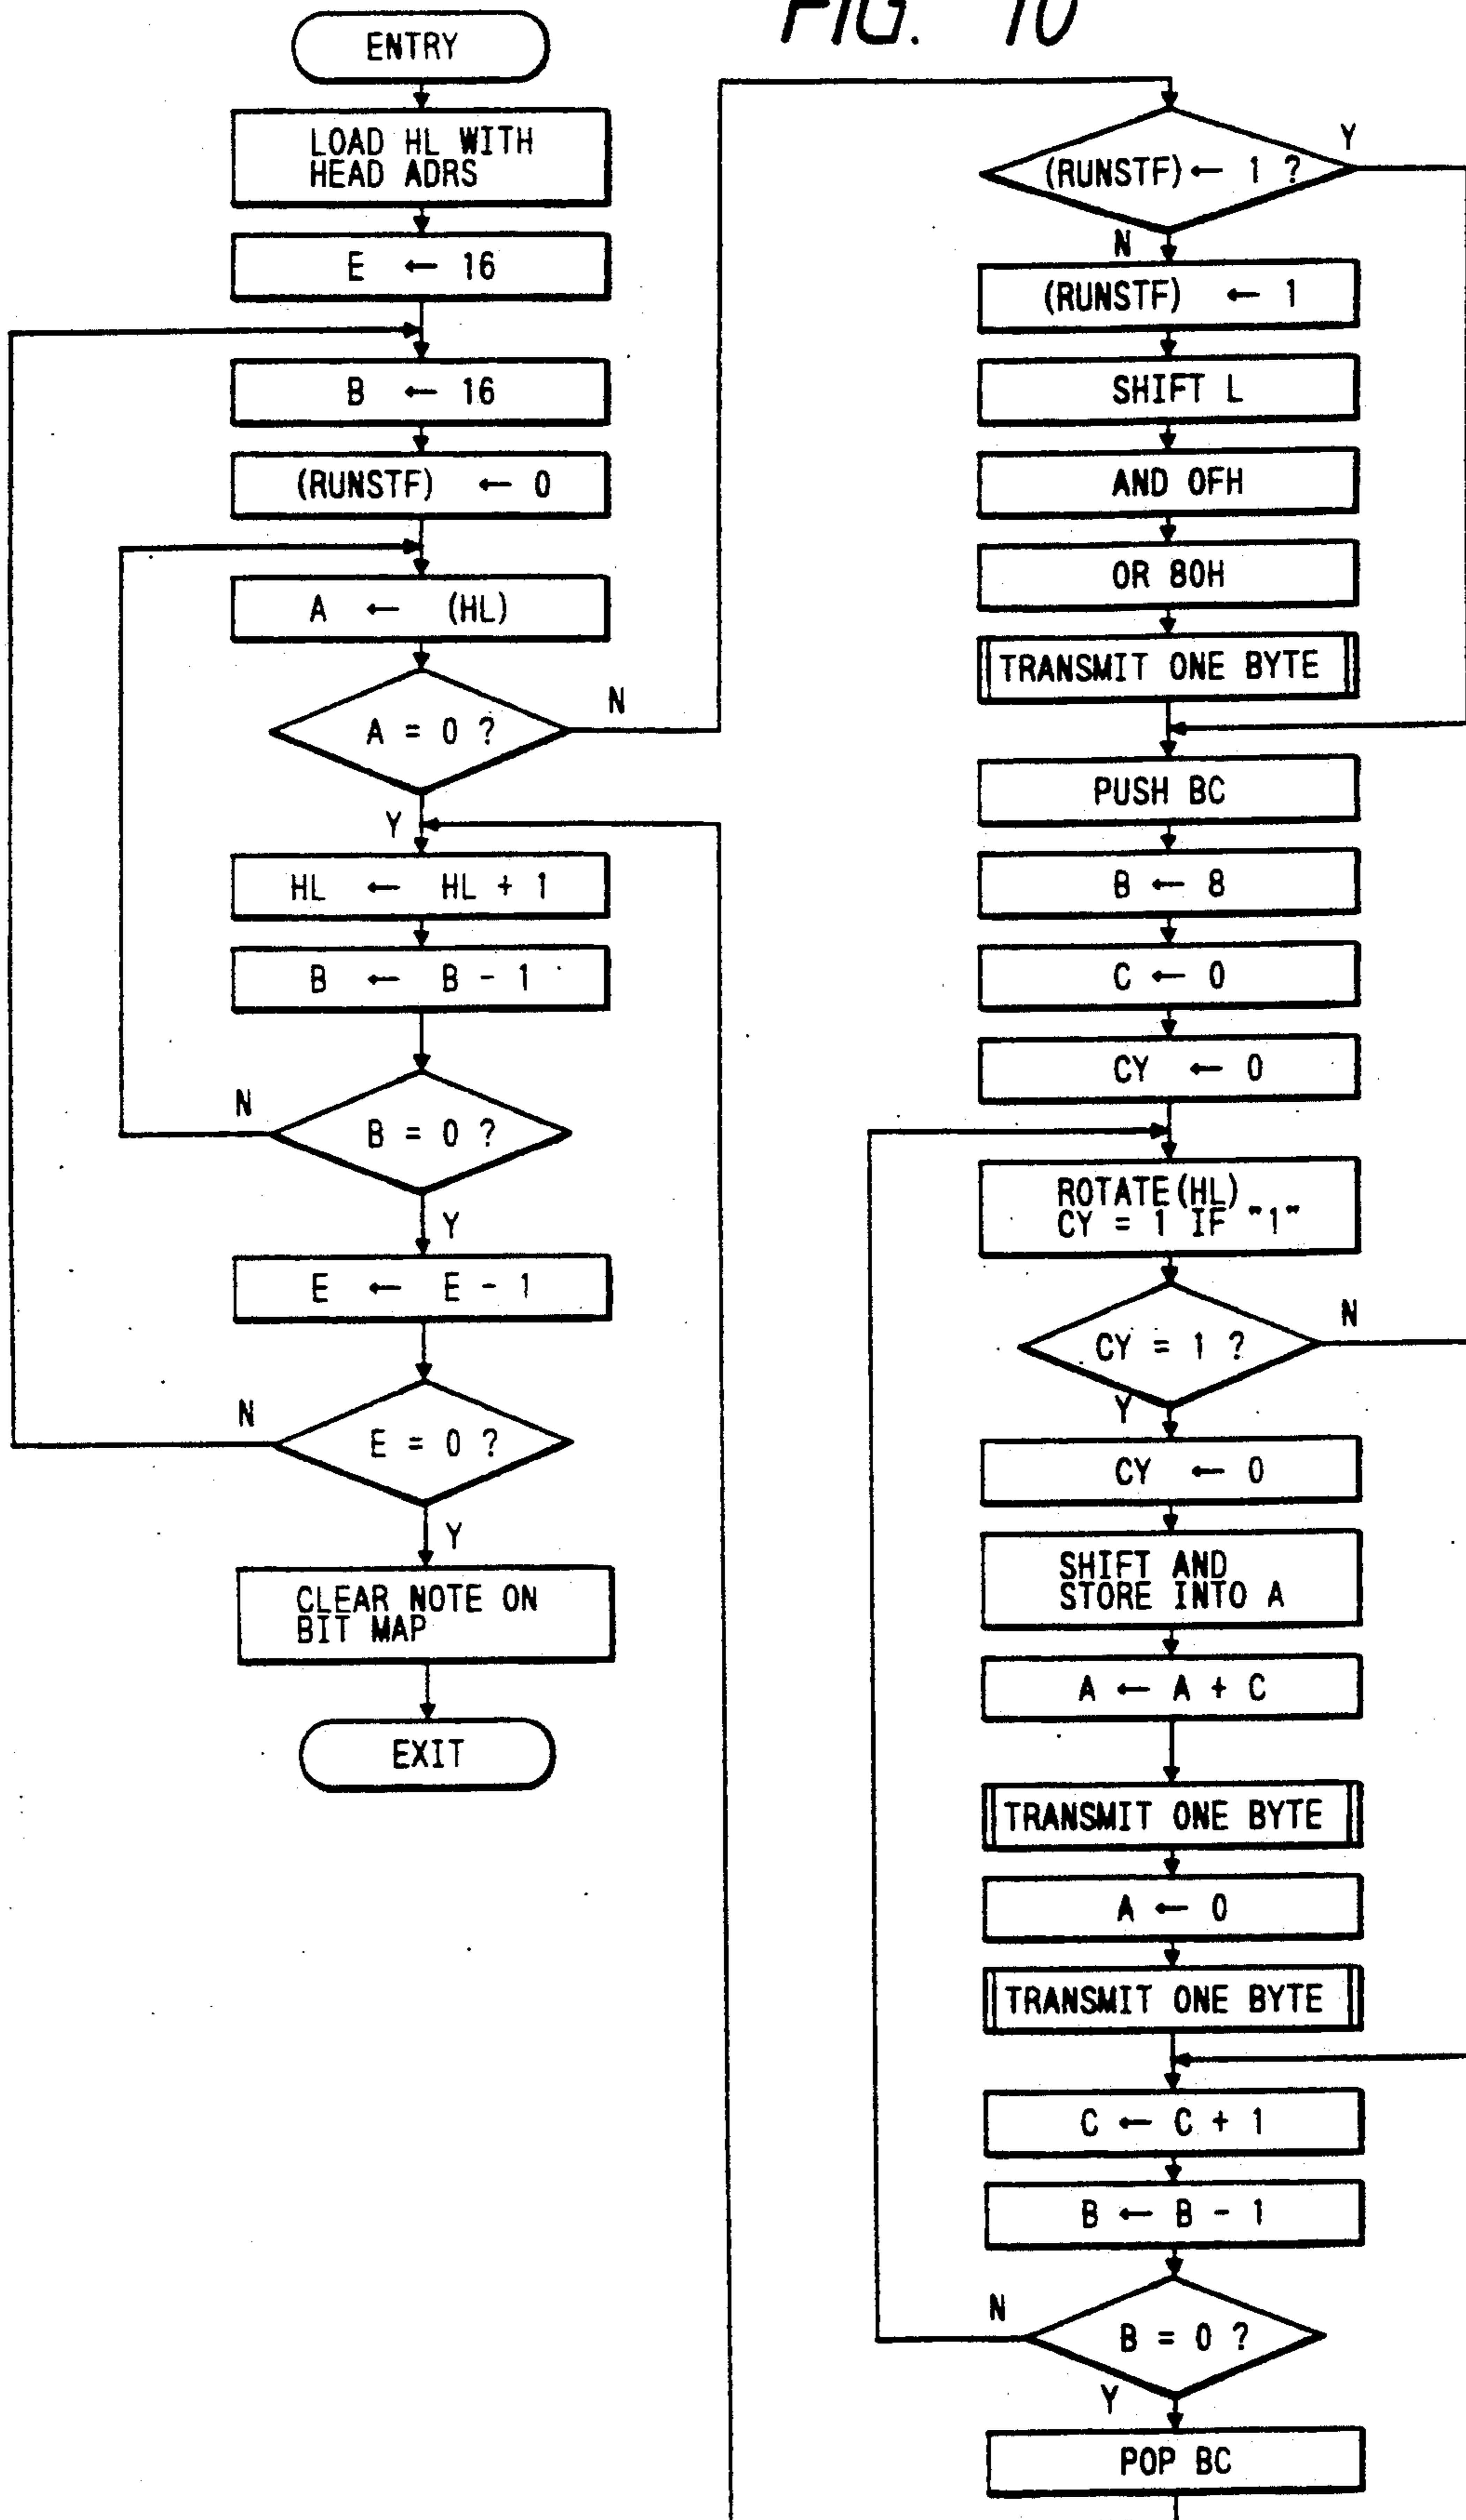 FIG. 10
ENTRY
LOAD HL WITH
HEAD ADRS
E ← 16
B ← 16
(RUNSTF) ← 0
A ← (HL)
A = 0 ?
N
Y
HL ← HL + 1
B ← B - 1
B = 0 ?
N
Y
E ← E - 1
E = 0 ?
N
Y
CLEAR NOTE ON
BIT MAP
EXIT
(RUNSTF) ← 1 ?
Y
N
(RUNSTF) ← 1
SHIFT L
AND 0FH
OR 80H
TRANSMIT ONE BYTE
PUSH BC
B ← 8
C ← 0
CY ← 0
ROTATE (HL)
CY = 1 IF "1"
CY = 1 ?
N
Y
CY ← 0
SHIFT AND
STORE INTO A
A ← A + C
TRANSMIT ONE BYTE
A ← 0
TRANSMIT ONE BYTE
C ← C + 1
B ← B - 1
B = 0 ?
N
Y
POP BC